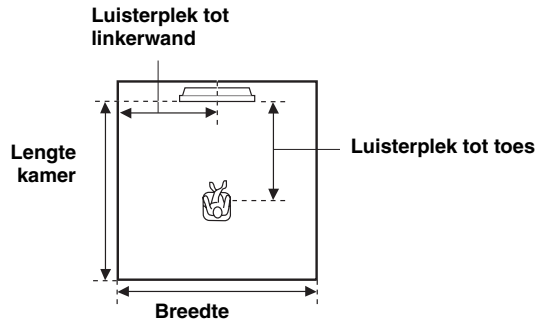 Luisterplek tot
linkerwand
Lengte
kamer
Luisterplek tot toes
Breedte